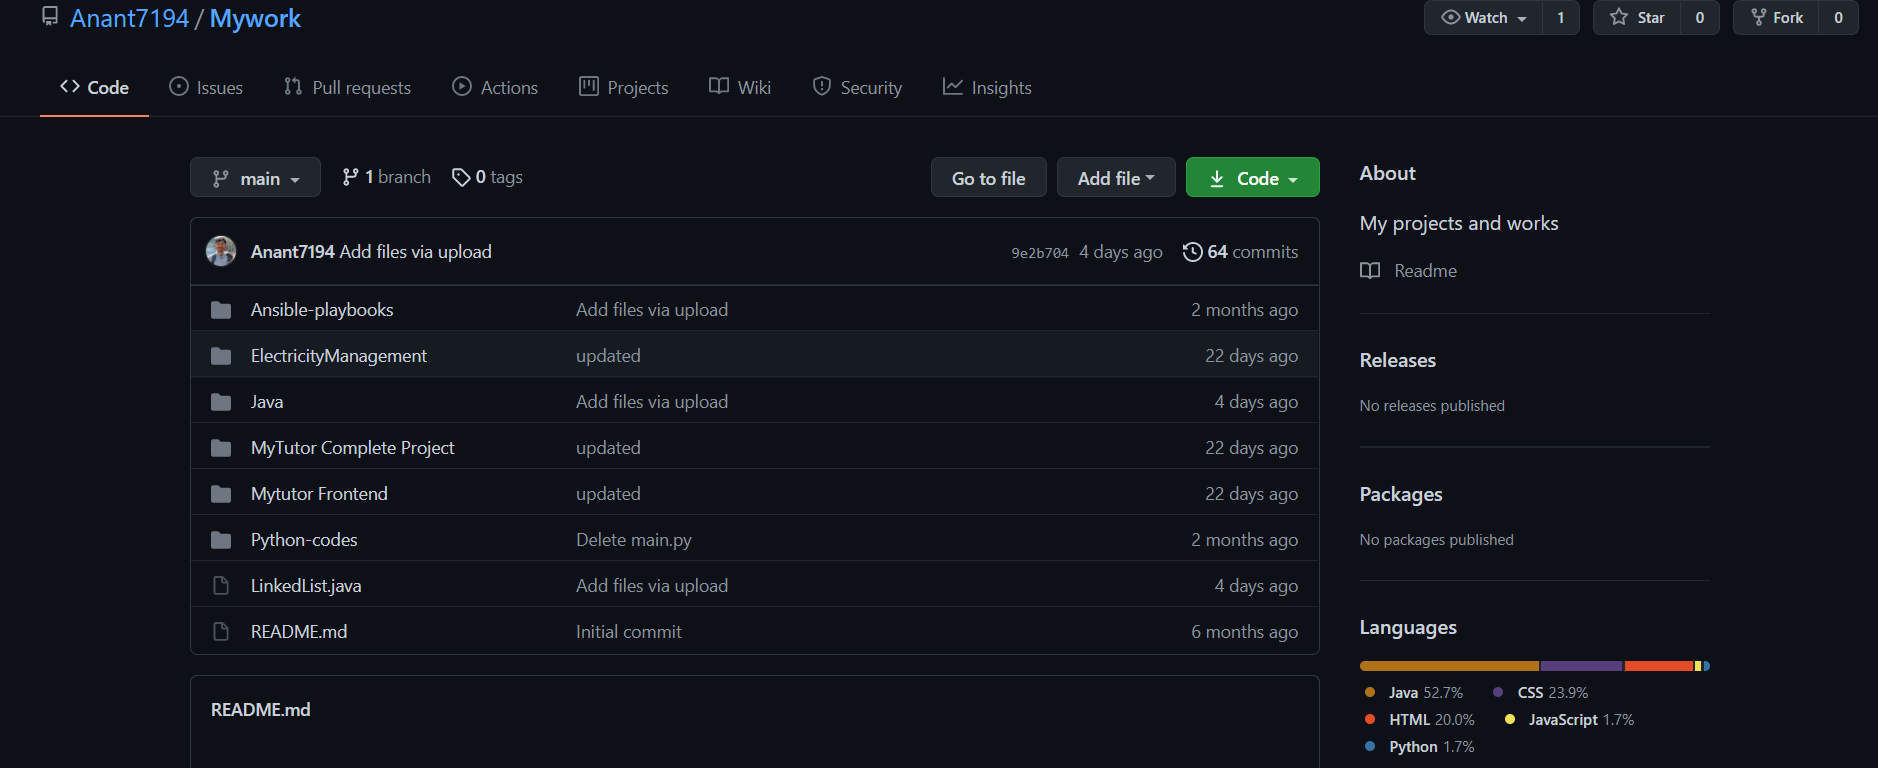 Anant7194 / Mywork
Watch 1 Star 0 Fork 0
Code Issues Pull requests Actions Projects Wiki Security Insights
main 1 branch 0 tags Go to file Add file Code
Anant7194 Add files via upload 9e2b704 4 days ago 64 commits
Ansible-playbooks Add files via upload 2 months ago
ElectricityManagement updated 22 days ago
Java Add files via upload 4 days ago
MyTutor Complete Project updated 22 days ago
Mytutor Frontend updated 22 days ago
Python-codes Delete main.py 2 months ago
LinkedList.java Add files via upload 4 days ago
README.md Initial commit 6 months ago
README.md
About
My projects and works
Readme
Releases
No releases published
Packages
No packages published
Languages
Java 52.7% CSS 23.9%
HTML 20.0% JavaScript 1.7%
Python 1.7%